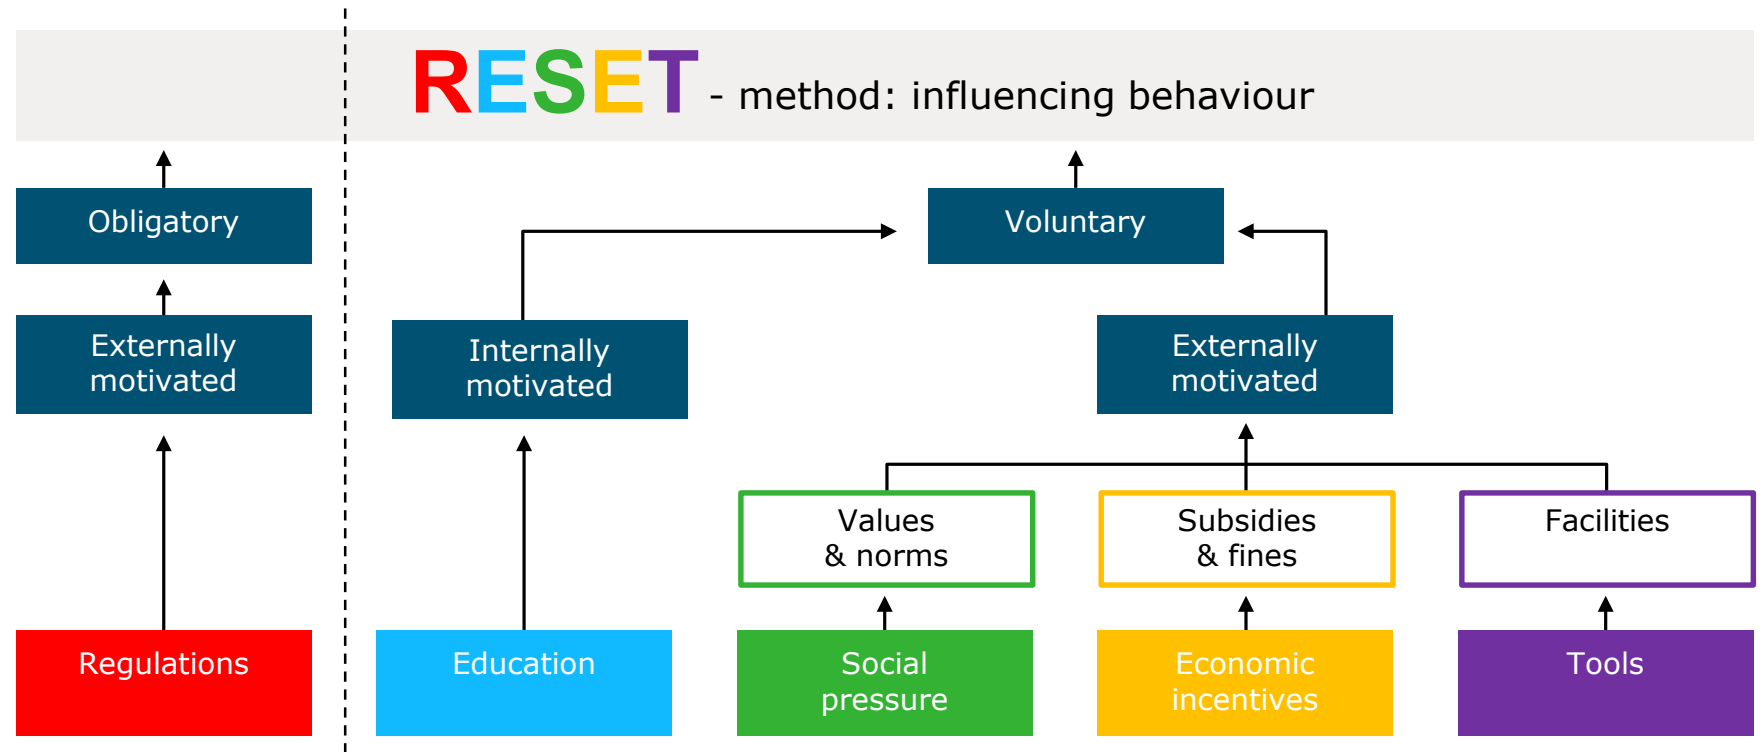 RESET - method: influencing behaviour
Obligatory
Voluntary
Externally
motivated
Internally
motivated
Externally
motivated
Values
& norms
Subsidies
& fines
Facilities
Regulations
Education
Social
pressure
Economic
incentives
Tools